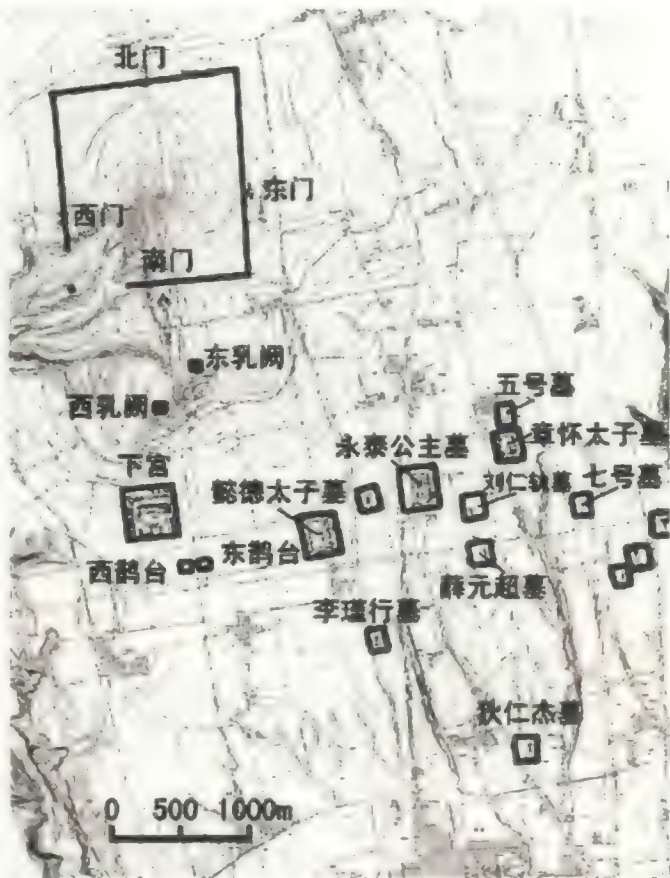 北门
东门
西门
南门
东乳阙
西乳阙
五号墓
章怀太子墓
永泰公主墓
下宫
刘仁轨墓
七号墓
懿德太子墓
东鹊台
西鹊台
薛元超墓
李瑾行墓
狄仁杰墓
0 500 1000m